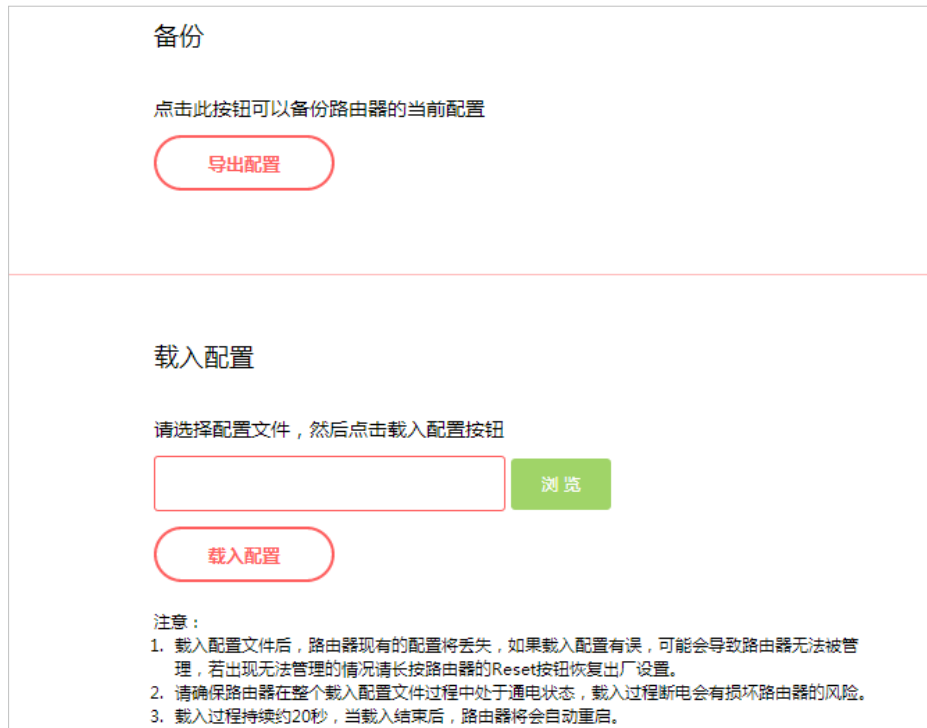 备份
点击此按钮可以备份路由器的当前配置
导出配置
载入配置
请选择配置文件，然后点击载入配置按钮
浏 览
载入配置
注意：
1. 载入配置文件后，路由器现有的配置将丢失，如果载入配置有误，可能会导致路由器无法被管
理，若出现无法管理的情况请长按路由器的Reset按钮恢复出厂设置。
2. 请确保路由器在整个载入配置文件过程中处于通电状态，载入过程断电会有损坏路由器的风险。
3. 载入过程持续约20秒，当载入结束后，路由器将会自动重启。